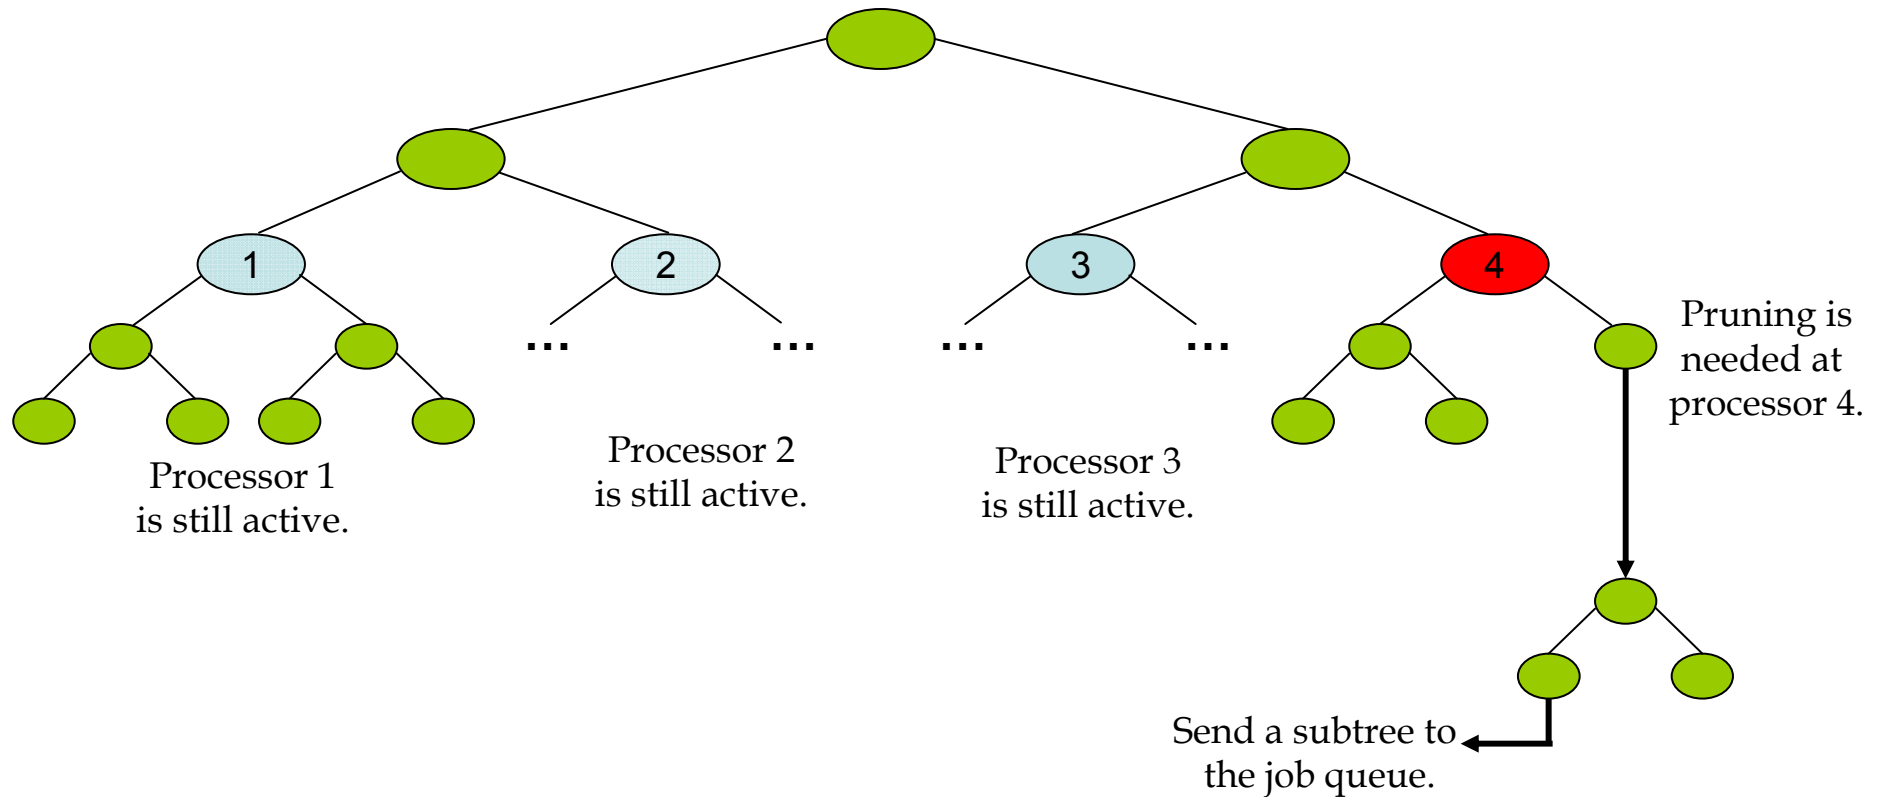 1
2
3
4
Pruning is
needed at
processor 4.
... ... ... ...
Processor 1
is still active.
Processor 2
is still active.
Processor 3
is still active.
Send a subtree to
the job queue.